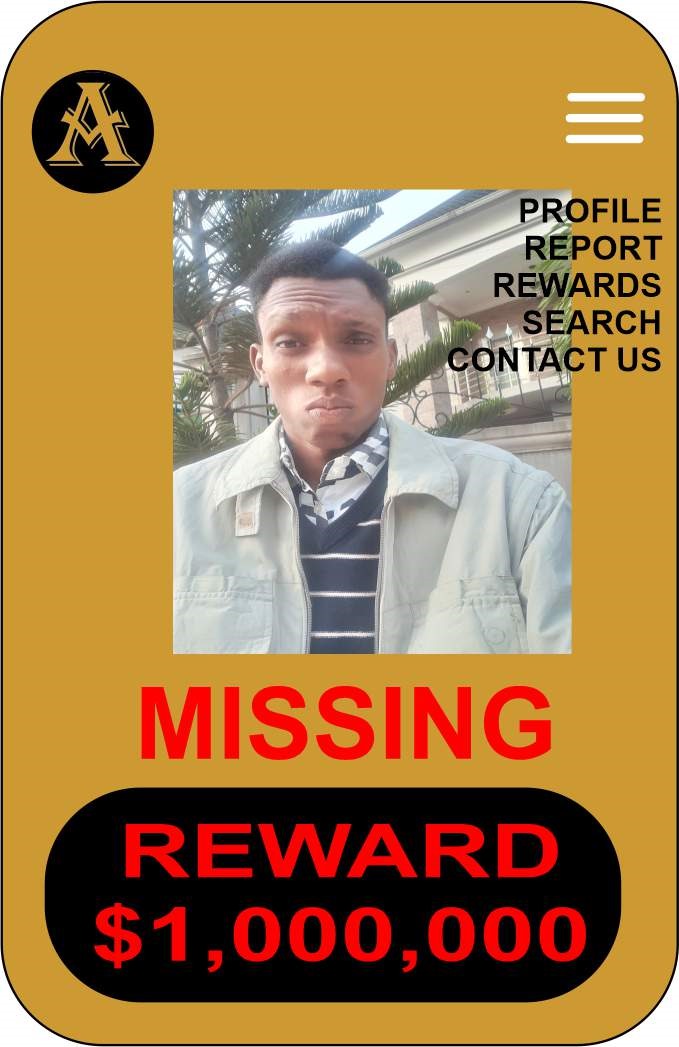 A
PROFILE
REPORT
REWARDS
SEARCH
CONTACT US
MISSING
REWARD
$1,000,000